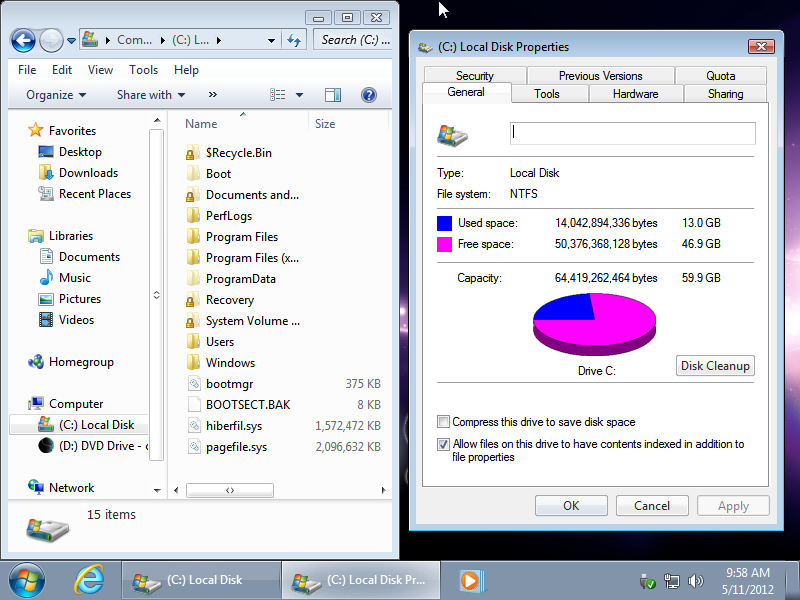 Com... (C:) L...
Search (C:) ...
File Edit View Tools Help
Organize Share with »
Favorites
Desktop
Downloads
Recent Places
Libraries
Documents
Music
Pictures
Videos
Homegroup
Computer
(C:) Local Disk
(D:) DVD Drive -
Network
Name Size
$Recycle.Bin
Boot
Documents and...
PerfLogs
Program Files
Program Files (x...
ProgramData
Recovery
System Volume ...
Users
Windows
bootmgr 375 KB
BOOTSECT.BAK 8 KB
hiberfil.sys 1,572,472 KB
pagefile.sys 2,096,632 KB
15 items
(C:) Local Disk Properties
Security Previous Versions Quota
General Tools Hardware Sharing
Type: Local Disk
File system: NTFS
Used space: 14,042,894,336 bytes 13.0 GB
Free space: 50,376,368,128 bytes 46.9 GB
Capacity: 64,419,262,464 bytes 59.9 GB
Drive C:
Disk Cleanup
Compress this drive to save disk space
Allow files on this drive to have contents indexed in addition to
file properties
OK Cancel Apply
(C:) Local Disk
(C:) Local Disk Pr...
9:58 AM
5/11/2012